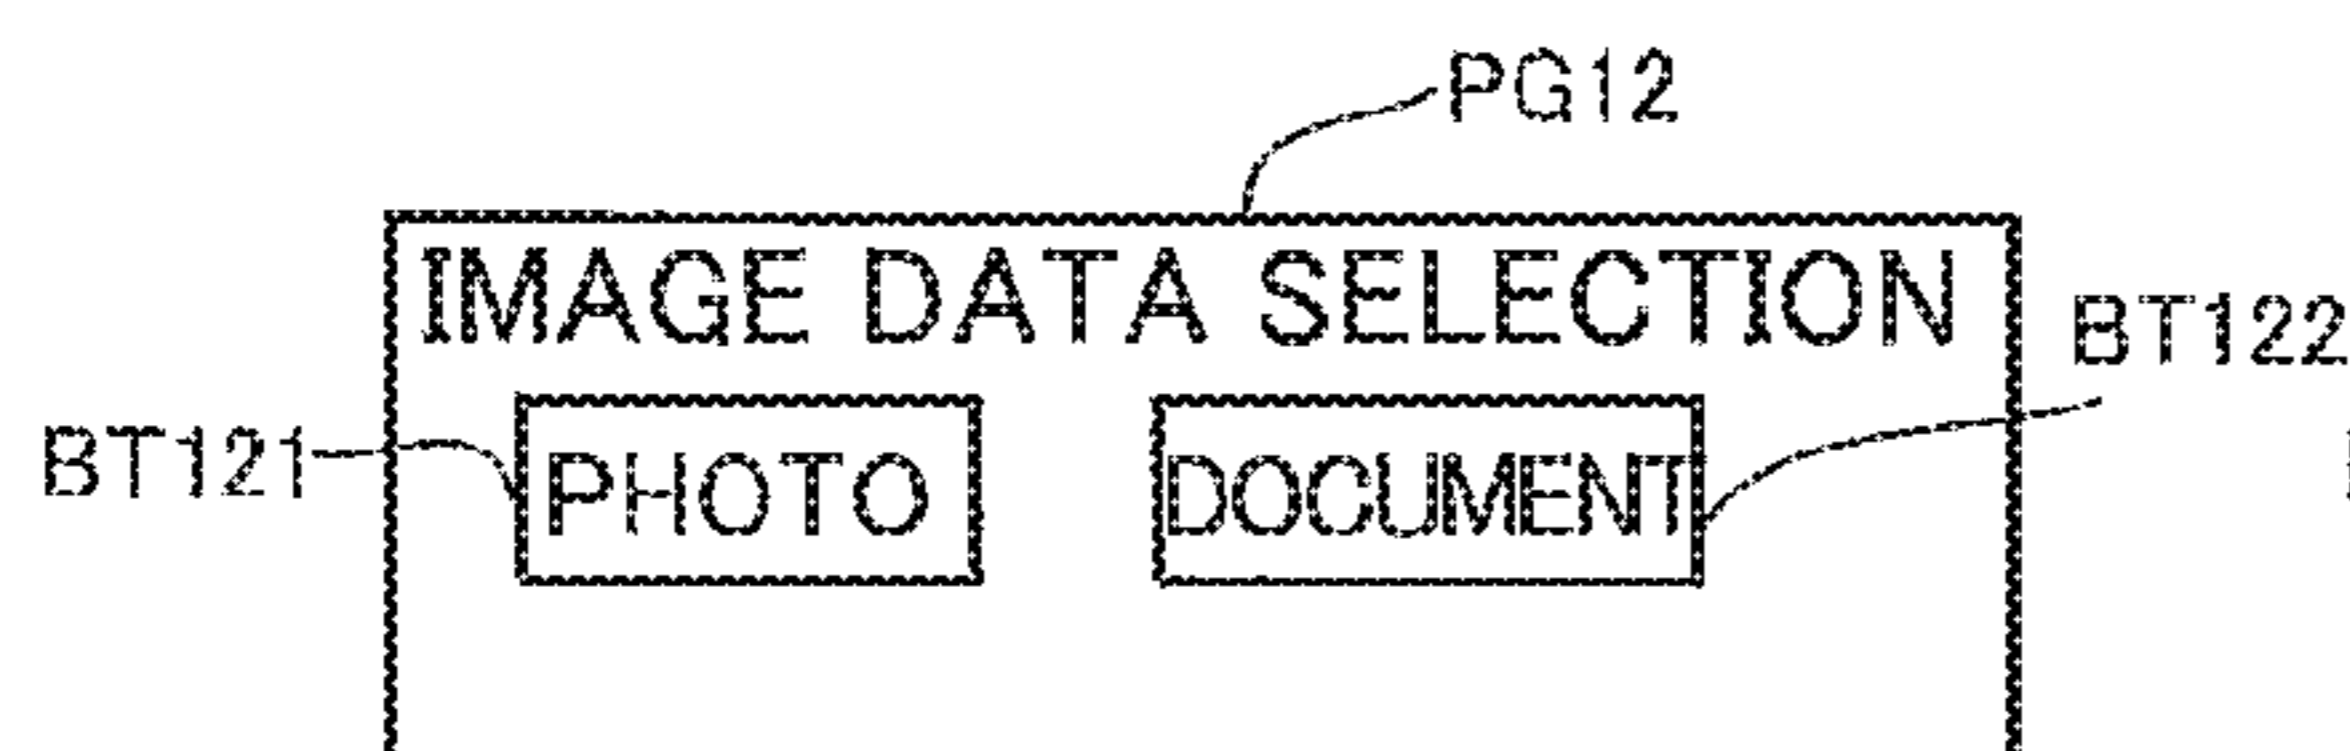 PG12
IMAGE DATA SELECTION
BT122
BT121
PHOTO DOCUMENT